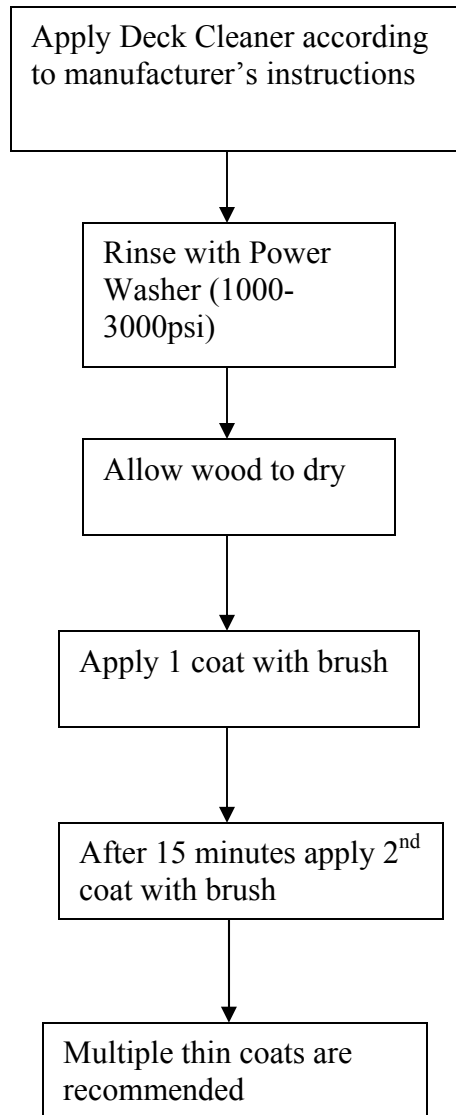 Apply Deck Cleaner according
to manufacturer’s instructions
Rinse with Power
Washer (1000-
3000psi)
Allow wood to dry
Apply 1 coat with brush
After 15 minutes apply 2nd
coat with brush
Multiple thin coats are
recommended